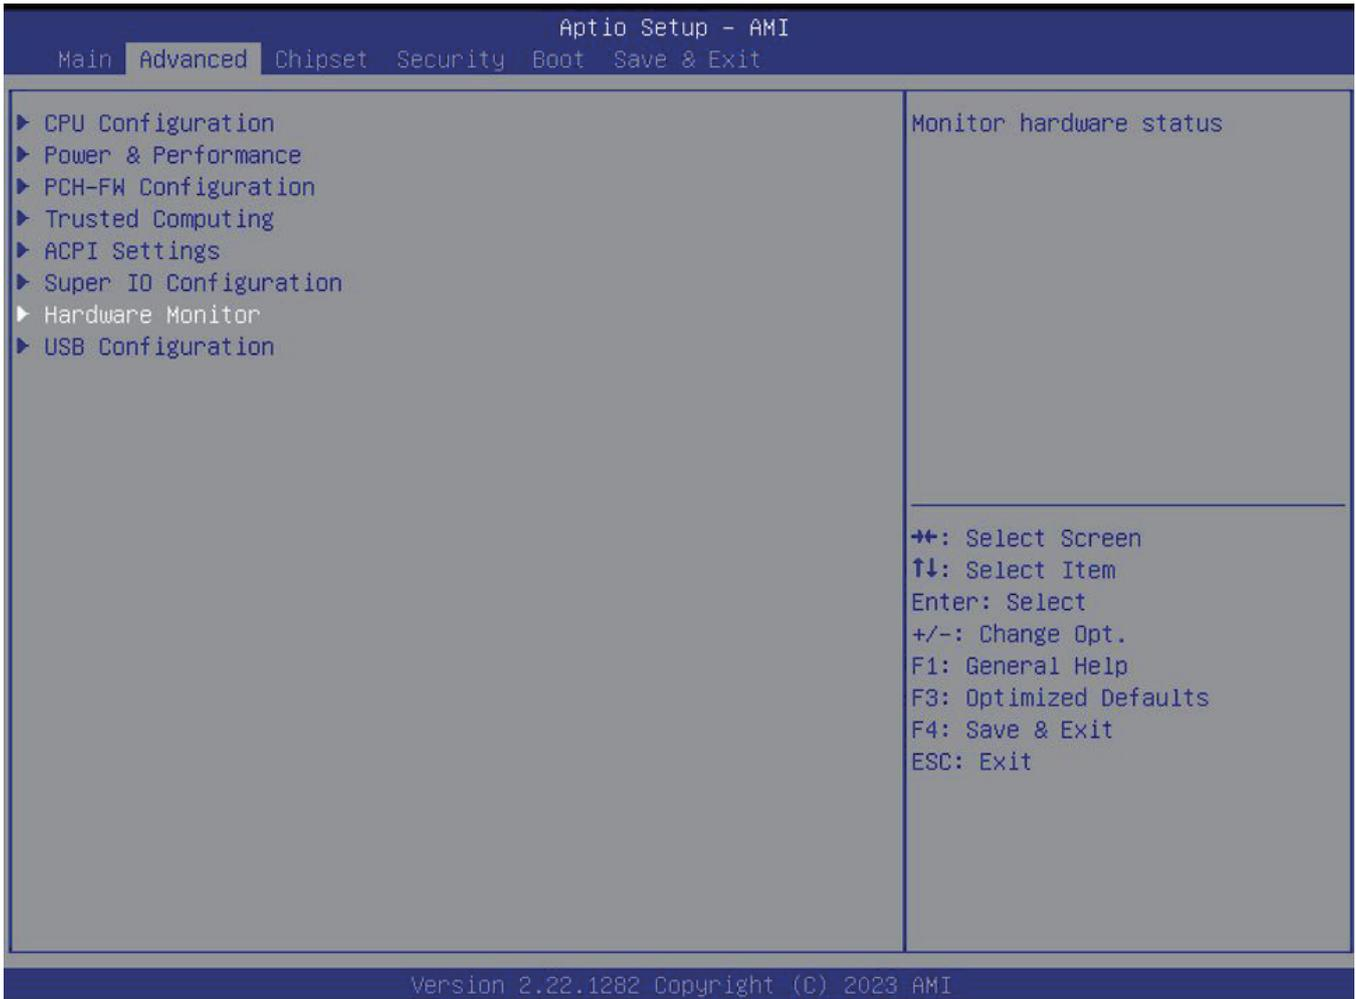 Aptio Setup – AMI
Main Advanced Chipset Security Boot Save & Exit
▶ CPU Configuration
▶ Power & Performance
▶ PCH-FW Configuration
▶ Trusted Computing
▶ ACPI Settings
▶ Super IO Configuration
▶ Hardware Monitor
▶ USB Configuration
Monitor hardware status
→←: Select Screen
↑↓: Select Item
Enter: Select
+/-: Change Opt.
F1: General Help
F3: Optimized Defaults
F4: Save & Exit
ESC: Exit
Version 2.22.1282 Copyright (C) 2023 AMI